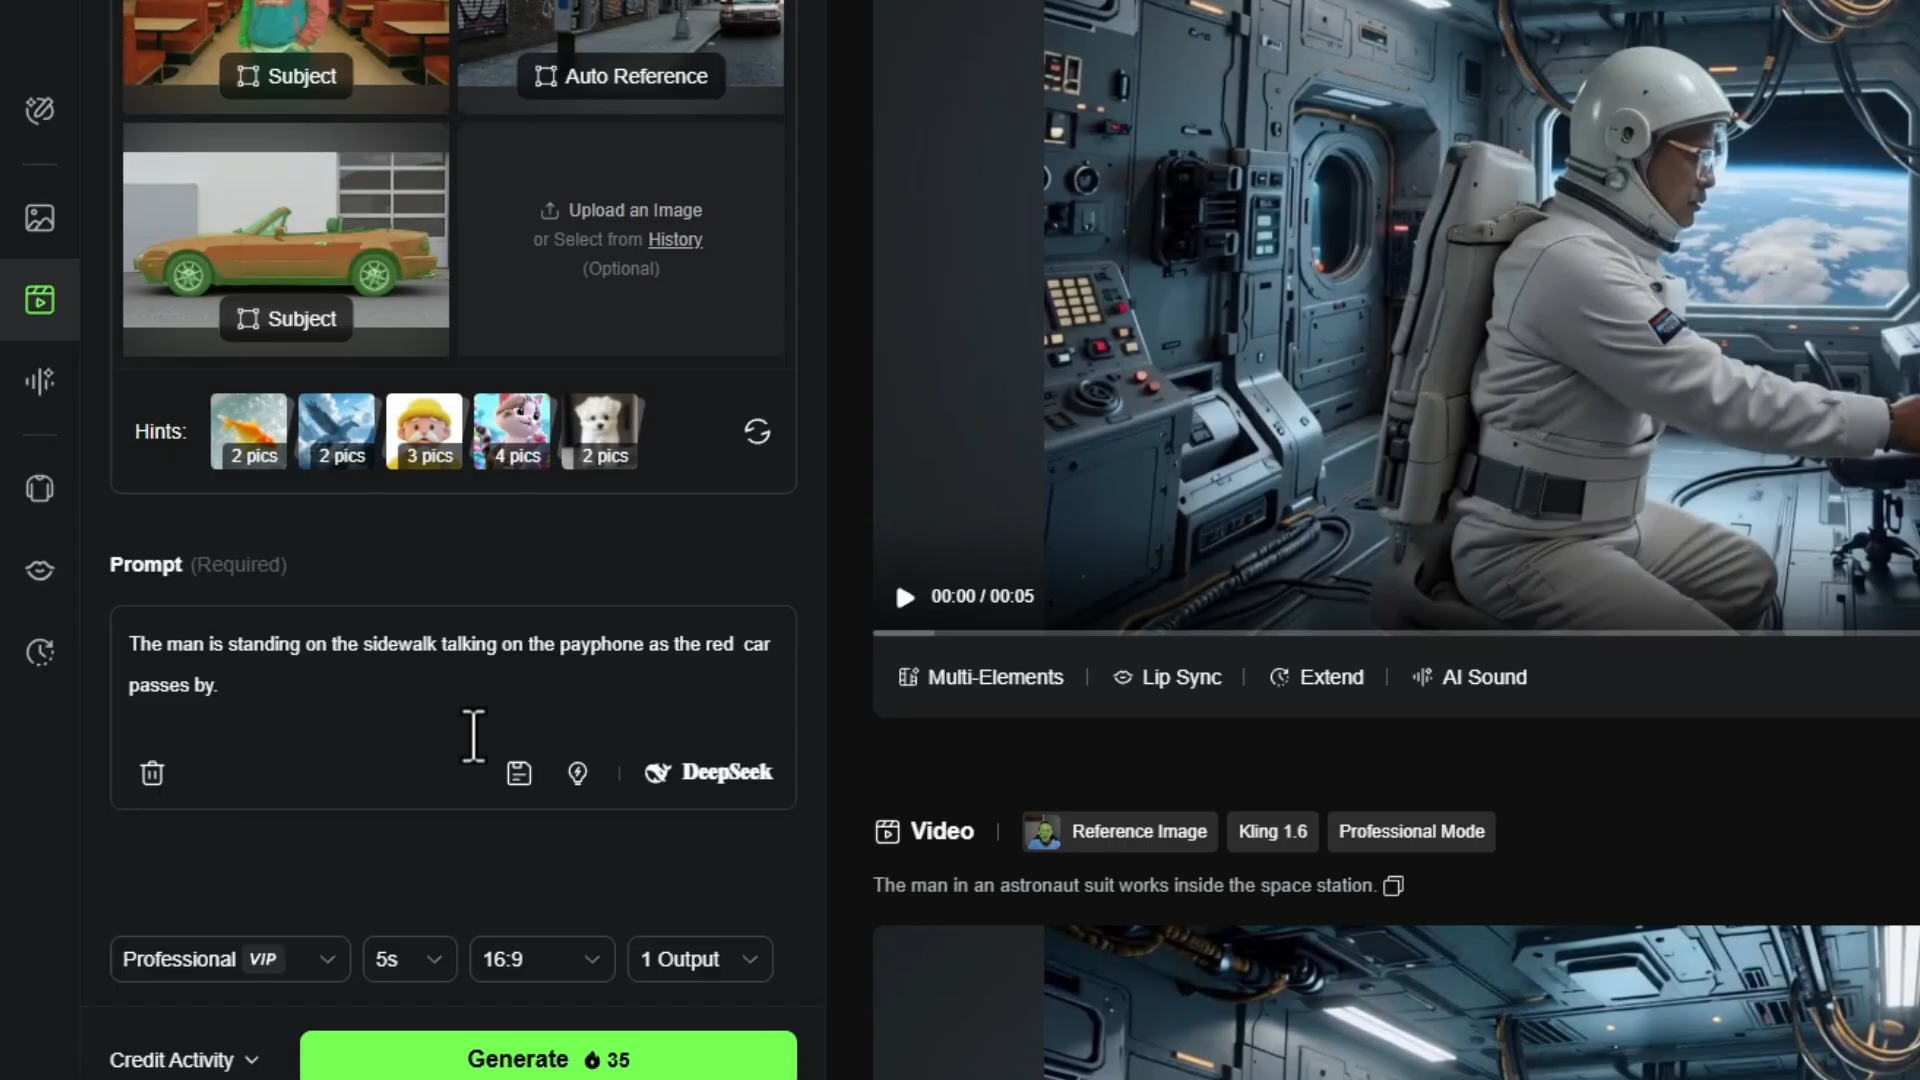 Subject
Auto Reference
Subject
Upload an Image
or Select from History
(Optional)
Hints:
2 pics
2 pics
3 pics
4 pics
2 pics
Prompt (Required)
The man is standing on the sidewalk talking on the payphone as the red  car
passes by.
DeepSeek
Professional VIP
5s
16:9
1 Output
Credit Activity
Generate 35
00:00 / 00:05
Multi-Elements
Lip Sync
Extend
AI Sound
Video
Reference Image
Kling 1.6
Professional Mode
The man in an astronaut suit works inside the space station.